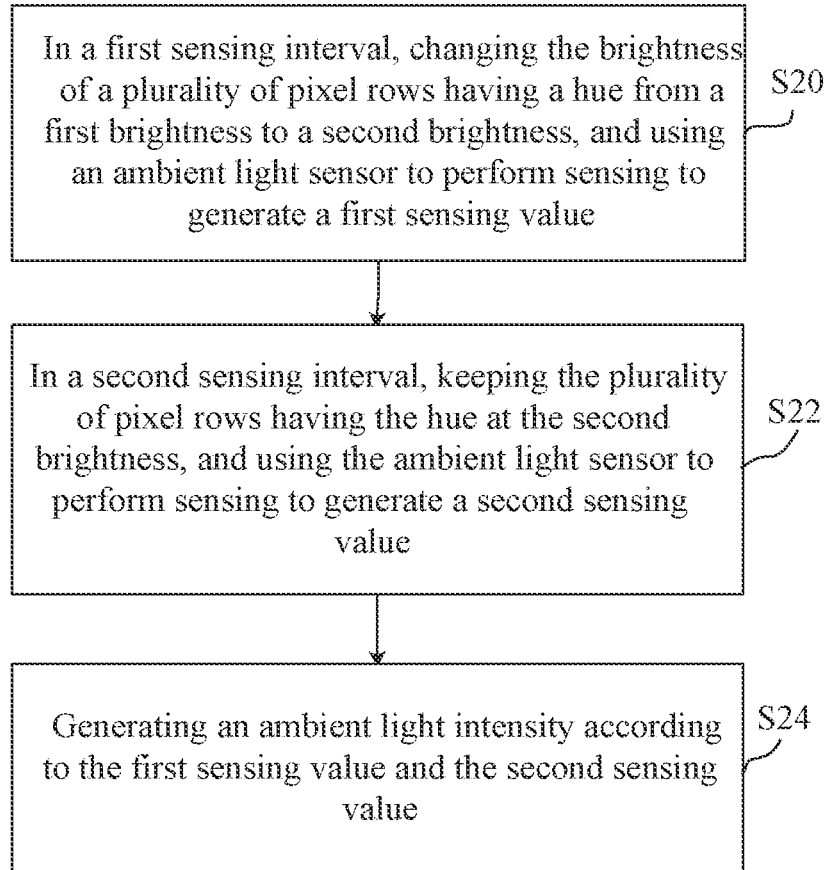 In a first sensing interval, changing the brightness
of a plurality of pixel rows having a hue from a
first brightness to a second brightness, and using
an ambient light sensor to perform sensing to
generate a first sensing value
S20
In a second sensing interval, keeping the plurality
of pixel rows having the hue at the second
brightness, and using the ambient light sensor to
perform sensing to generate a second sensing
value
S22
Generating an ambient light intensity according
to the first sensing value and the second sensing
value
S24